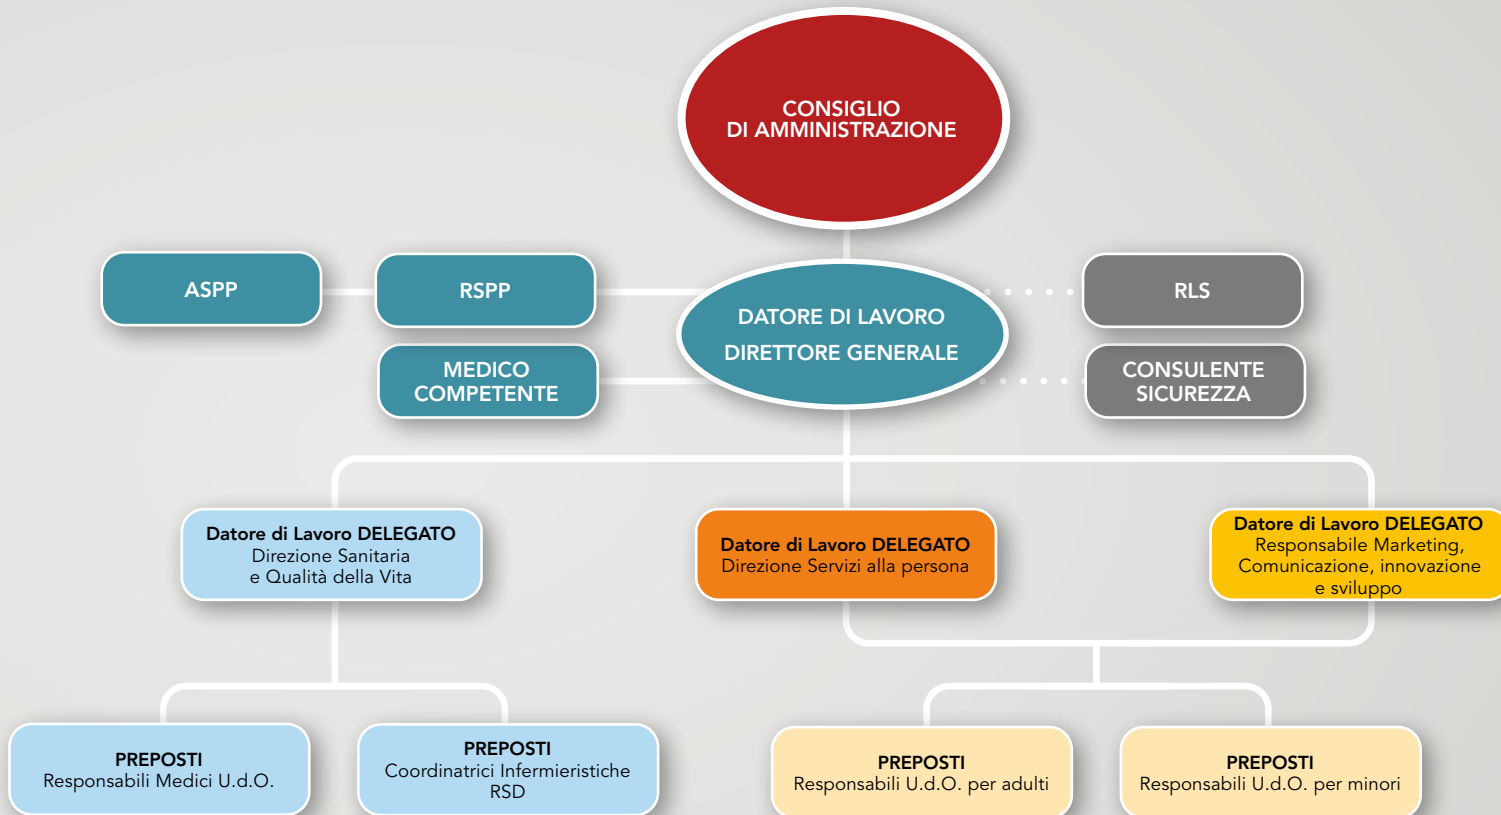 CONSIGLIO
DI AMMINISTRAZIONE
ASPP
RSPP
DATORE DI LAVORO
DIRETTORE GENERALE
RLS
MEDICO
COMPETENTE
CONSULENTE
SICUREZZA
Datore di Lavoro DELEGATO
Direzione Sanitaria
e Qualità della Vita
Datore di Lavoro DELEGATO
Direzione Servizi alla persona
Datore di Lavoro DELEGATO
Responsabile Marketing,
Comunicazione, innovazione
e sviluppo
PREPOSTI
Responsabili Medici U.d.O.
PREPOSTI
Coordinatrici Infermieristiche
RSD
PREPOSTI
Responsabili U.d.O. per adulti
PREPOSTI
Responsabili U.d.O. per minori